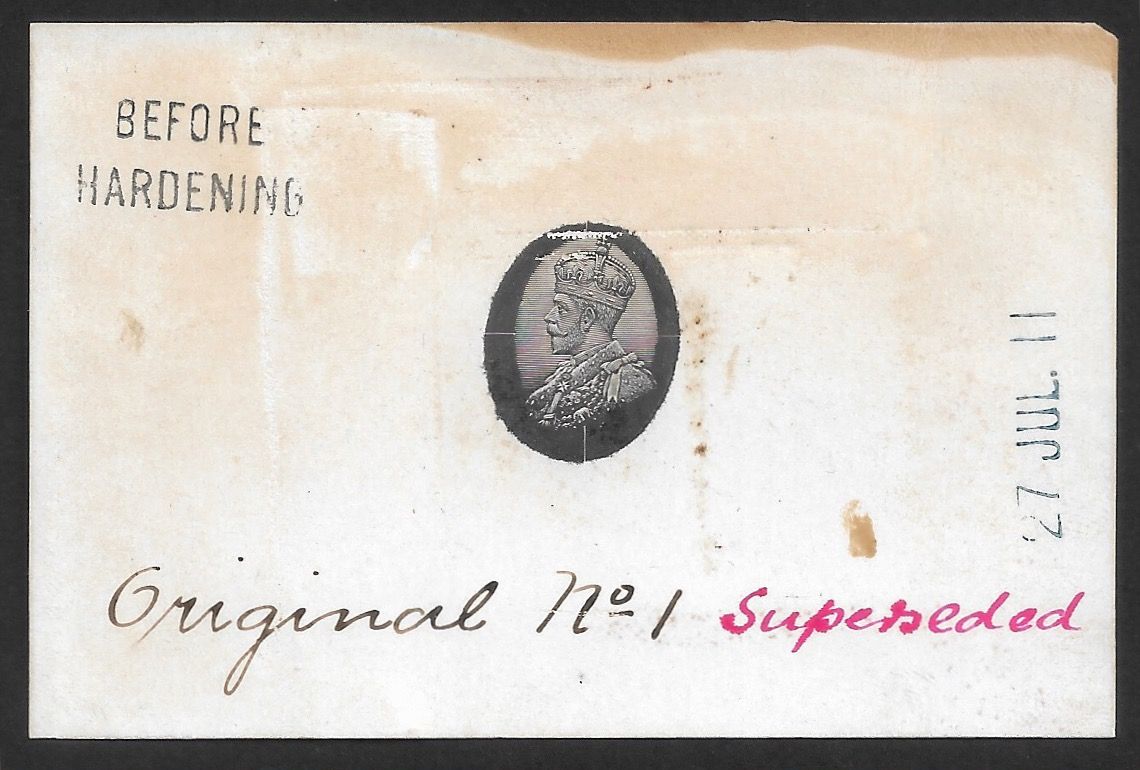 BEFORE
HARDENING
27 JUL. 11
Original Nº 1 Superseded